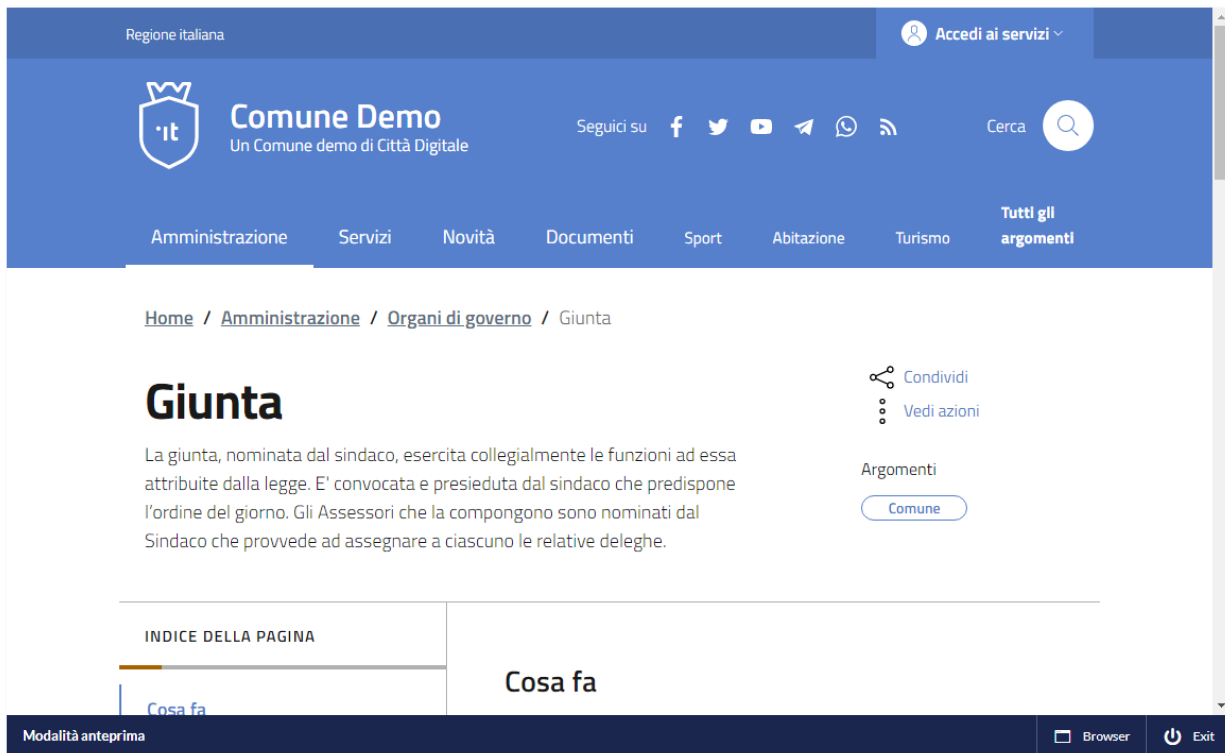 Regione italiana
Accedi ai servizi
·ıt
Comune Demo
Un Comune demo di Città Digitale
Seguici su
Cerca
Amministrazione Servizi Novità Documenti Sport Abitazione Turismo Tutti gli
argomenti
Home / Amministrazione / Organi di governo / Giunta
Giunta
Condividi
Vedi azioni
La giunta, nominata dal sindaco, esercita collegialmente le funzioni ad essa
attribuite dalla legge. E' convocata e presieduta dal sindaco che predispone
l’ordine del giorno. Gli Assessori che la compongono sono nominati dal
Sindaco che provvede ad assegnare a ciascuno le relative deleghe.
Argomenti
Comune
INDICE DELLA PAGINA
Cosa fa
Cosa fa
Modalità anteprima
Browser
Exit